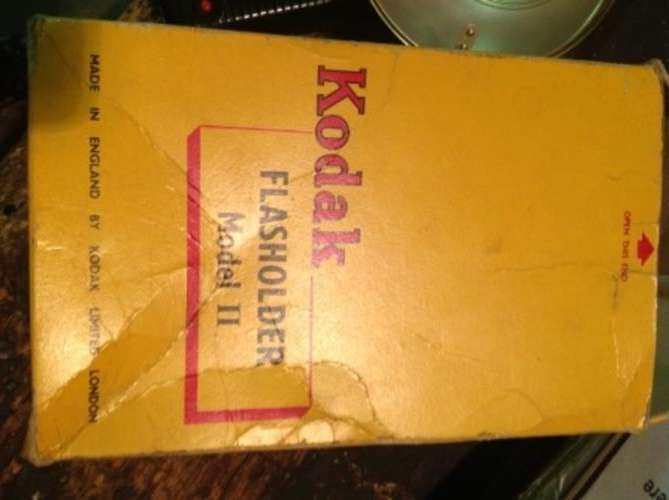 OPEN THIS END
Kodak
FLASHOLDER
Model II
MADE IN ENGLAND BY KODAK LIMITED LONDON